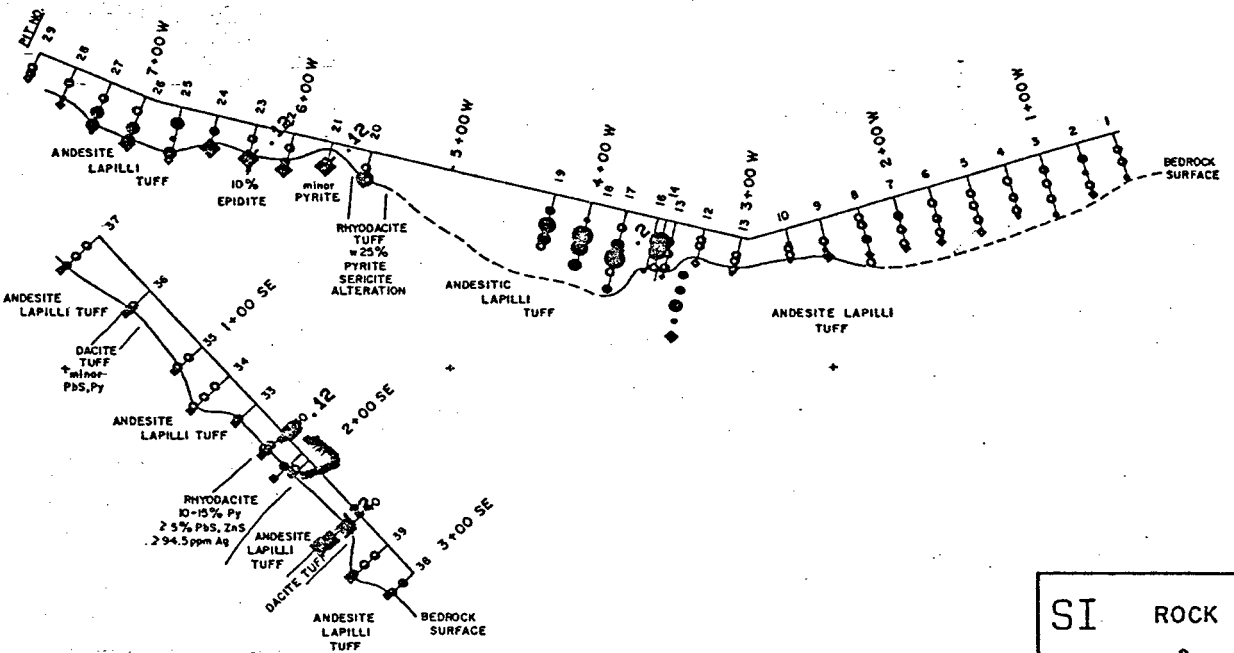 PIT NO.
29
28
27
7+00 W
26
25
24
23
.12
22
6+00 W
21
.12
20
5+00 W
19
4+00 W
18
17
16
.2
13
14
12
3+00 W
13
10
9
8
2+00 W
7
6
5
4
1+00 W
3
2
1
BEDROCK
SURFACE
ANDESITE
LAPILLI
TUFF
10%
EPIDITE
minor
PYRITE
RHYODACITE
TUFF
w 25%
PYRITE
SERICITE
ALTERATION
ANDESITIC
LAPILLI
TUFF
ANDESITE LAPILLI
TUFF
37
36
35
1+00 SE
34
33
.12
2+00 SE
39
38
3+00 SE
ANDESITE
LAPILLI TUFF
DACITE
TUFF
minor
PbS, Py
ANDESITE
LAPILLI TUFF
RHYODACITE
10-15% Py
2 5% PbS, ZnS
294.5 ppm Ag
ANDESITE
LAPILLI
TUFF
DACITE TUFF
ANDESITE
LAPILLI
TUFF
BEDROCK
SURFACE
SI ROCK